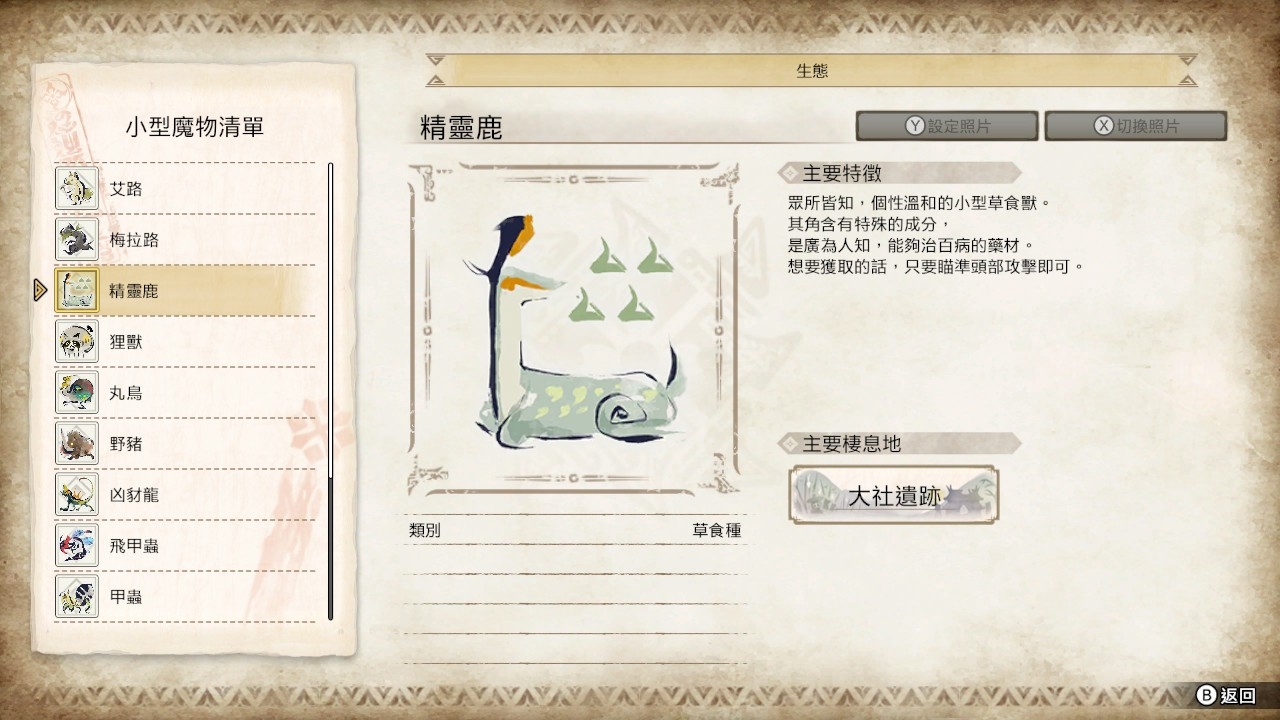 生態
小型魔物清單
艾路
梅拉路
精靈鹿
狸獸
丸鳥
野豬
凶豺龍
飛甲蟲
甲蟲
精靈鹿
Y設定照片
X切換照片
類別 草食種
主要特徵
眾所皆知，個性溫和的小型草食獸。
其角含有特殊的成分，
是廣為人知，能夠治百病的藥材。
想要獲取的話，只要瞄準頭部攻擊即可。
主要棲息地
大社遺跡
B返回